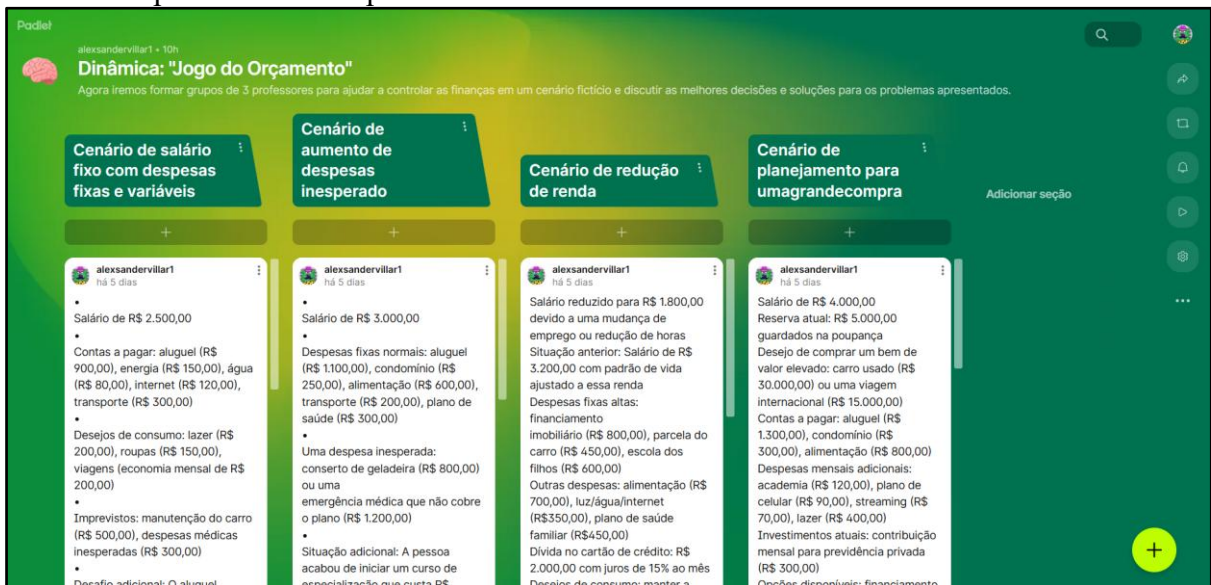 Padlet
alexsandervillar1 • 10h
Dinâmica: "Jogo do Orçamento"
Agora iremos formar grupos de 3 professores para ajudar a controlar as finanças em um cenário fictício e discutir as melhores decisões e soluções para os problemas apresentados.
Cenário de salário
fixo com despesas
fixas e variáveis
+
alexsandervillar1
há 5 dias
•
Salário de R$ 2.500,00
•
Contas a pagar: aluguel (R$
900,00), energia (R$ 150,00), água
(R$ 80,00), internet (R$ 120,00),
transporte (R$ 300,00)
•
Desejos de consumo: lazer (R$
200,00), roupas (R$ 150,00),
viagens (economia mensal de R$
200,00)
•
Imprevistos: manutenção do carro
(R$ 500,00), despesas médicas
inesperadas (R$ 300,00)
•
Desafio adicional: O aluguel
Cenário de
aumento de
despesas
inesperado
+
alexsandervillar1
há 5 dias
•
Salário de R$ 3.000,00
•
Despesas fixas normais: aluguel
(R$ 1.100,00), condomínio (R$
250,00), alimentação (R$ 600,00),
transporte (R$ 200,00), plano de
saúde (R$ 300,00)
•
Uma despesa inesperada:
conserto de geladeira (R$ 800,00)
ou uma
emergência médica que não cobre
o plano (R$ 1.200,00)
•
Situação adicional: A pessoa
acabou de iniciar um curso de
especialização que custa R$
Cenário de redução
de renda
+
alexsandervillar1
há 5 dias
Salário reduzido para R$ 1.800,00
devido a uma mudança de
emprego ou redução de horas
Situação anterior: Salário de R$
3.200,00 com padrão de vida
ajustado a essa renda
Despesas fixas altas:
financiamento
imobiliário (R$ 800,00), parcela do
carro (R$ 450,00), escola dos
filhos (R$ 600,00)
Outras despesas: alimentação (R$
700,00), luz/água/internet
(R$350,00), plano de saúde
familiar (R$450,00)
Dívida no cartão de crédito: R$
2.000,00 com juros de 15% ao mês
Desejos de consumo: manter a
Cenário de
planejamento para
umagrandecompra
+
alexsandervillar1
há 5 dias
Salário de R$ 4.000,00
Reserva atual: R$ 5.000,00
guardados na poupança
Desejo de comprar um bem de
valor elevado: carro usado (R$
30.000,00) ou uma viagem
internacional (R$ 15.000,00)
Contas a pagar: aluguel (R$
1.300,00), condomínio (R$
300,00), alimentação (R$ 800,00)
Despesas mensais adicionais:
academia (R$ 120,00), plano de
celular (R$ 90,00), streaming (R$
70,00), lazer (R$ 400,00)
Investimentos atuais: contribuição
mensal para previdência privada
(R$ 300,00)
Opções disponíveis: financiamento
Adicionar seção
+